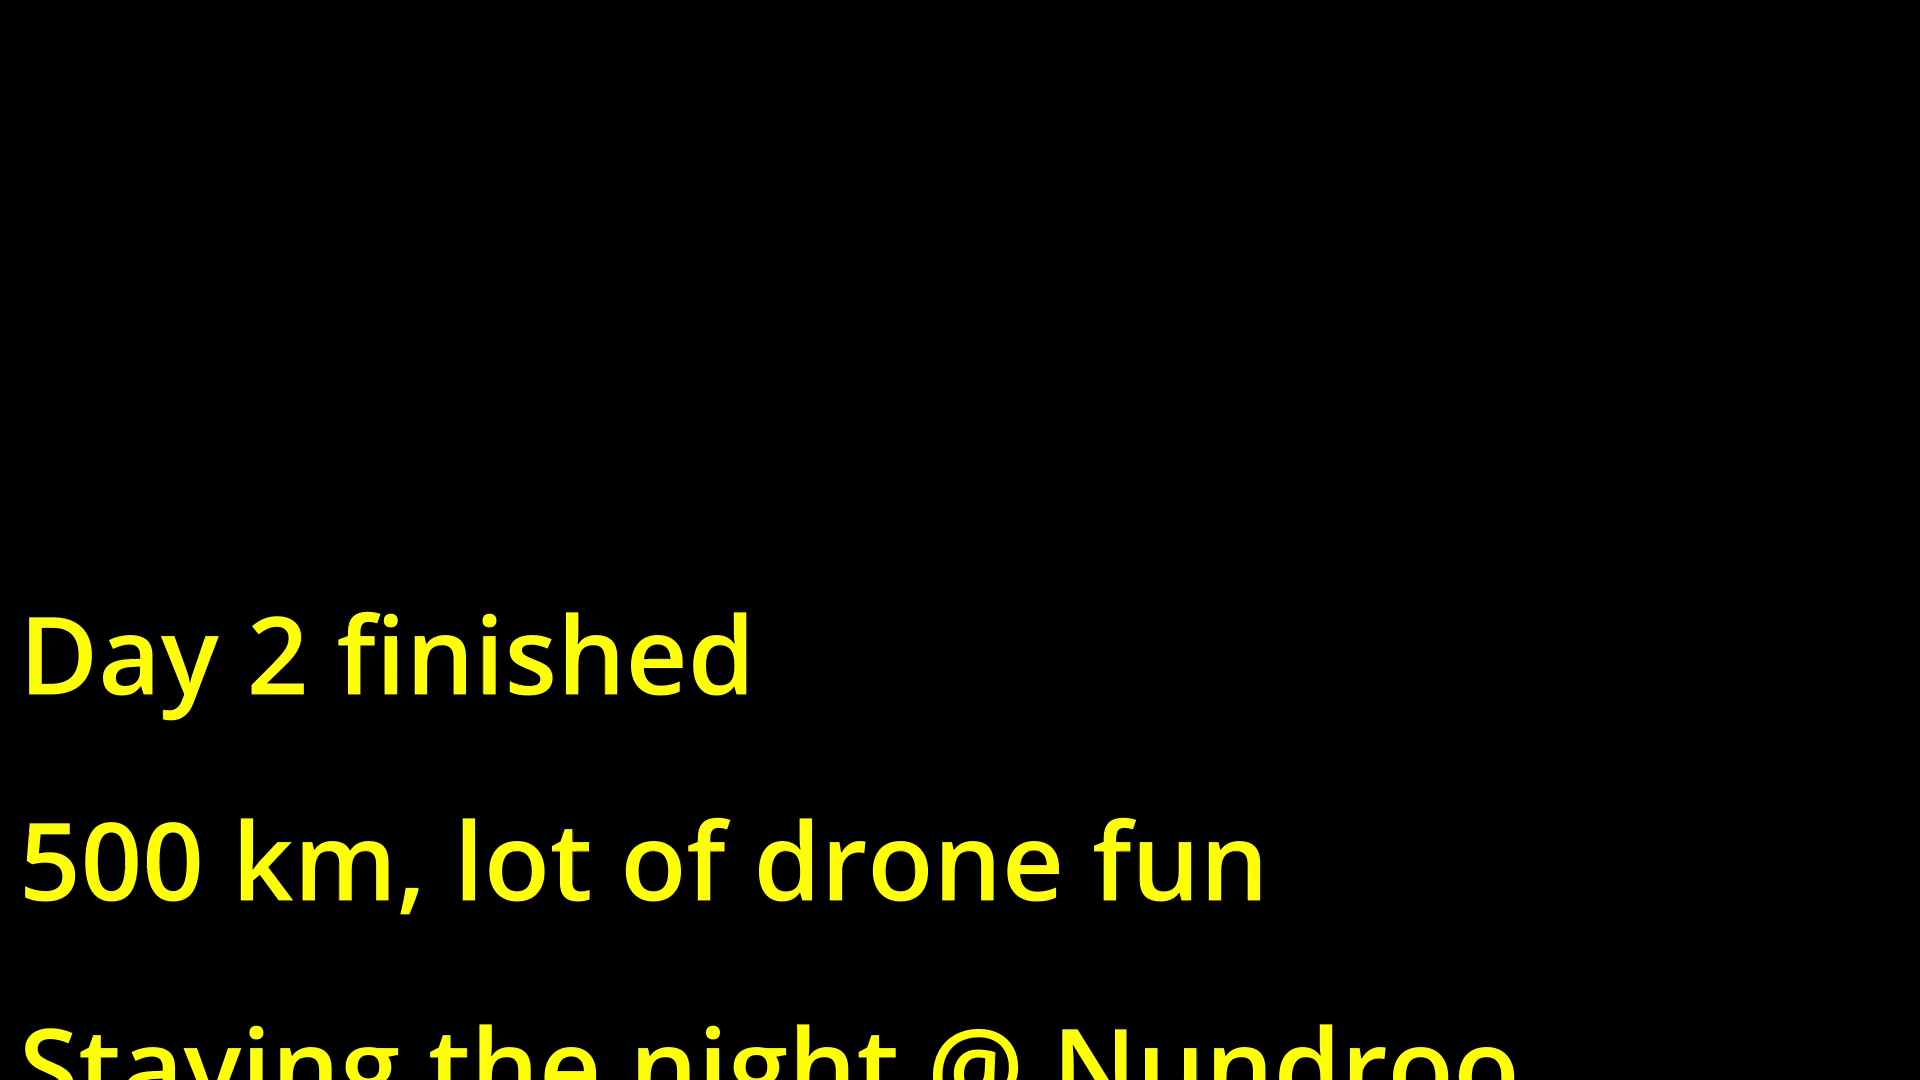 Day 2 finished
500 km, lot of drone fun
Staying the night @ Nundroo